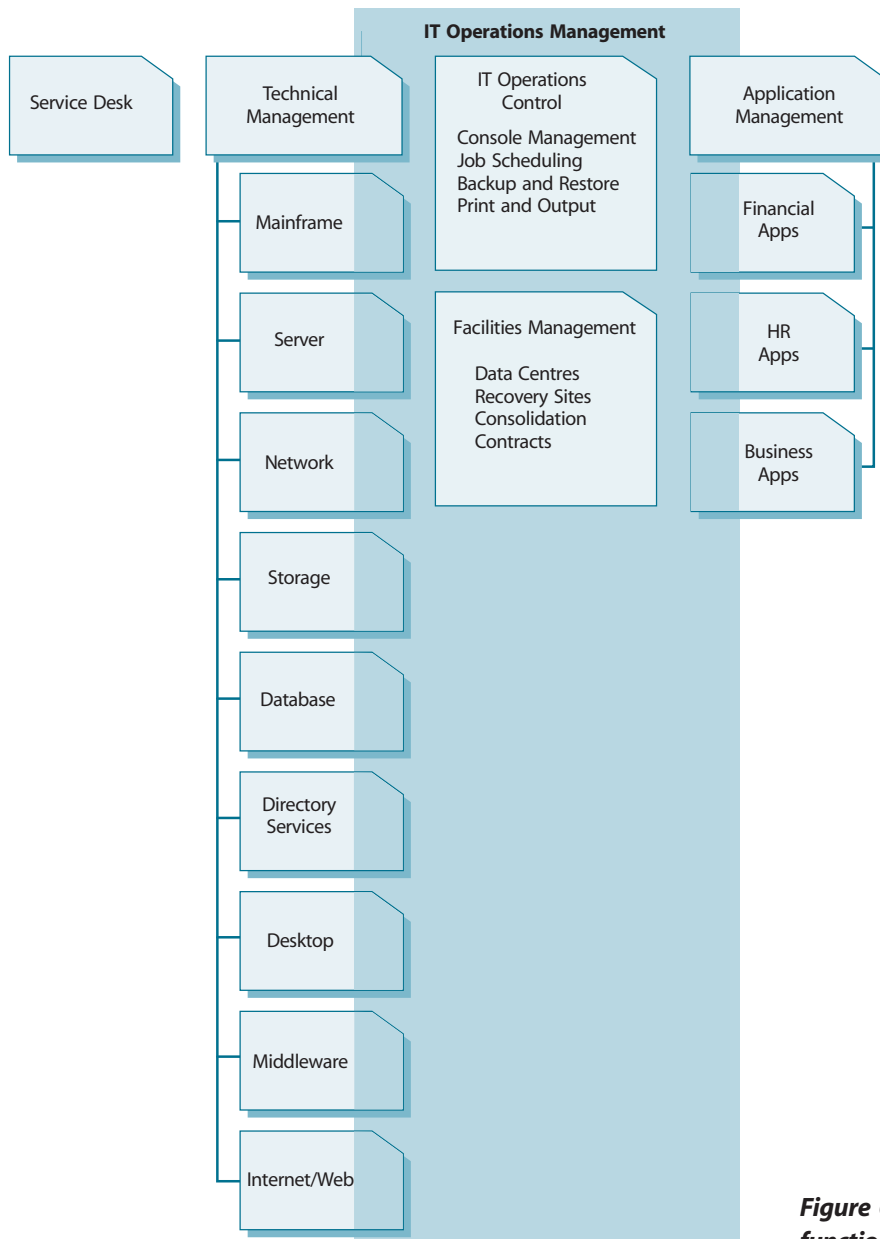 IT Operations Management
Service Desk
Technical
Management
IT Operations
Control
Console Management
Job Scheduling
Backup and Restore
Print and Output
Application
Management
Mainframe
Financial
Apps
Server
Facilities Management
Data Centres
Recovery Sites
Consolidation
Contracts
HR
Apps
Network
Business
Apps
Storage
Database
Directory
Services
Desktop
Middleware
Internet/Web
Figure